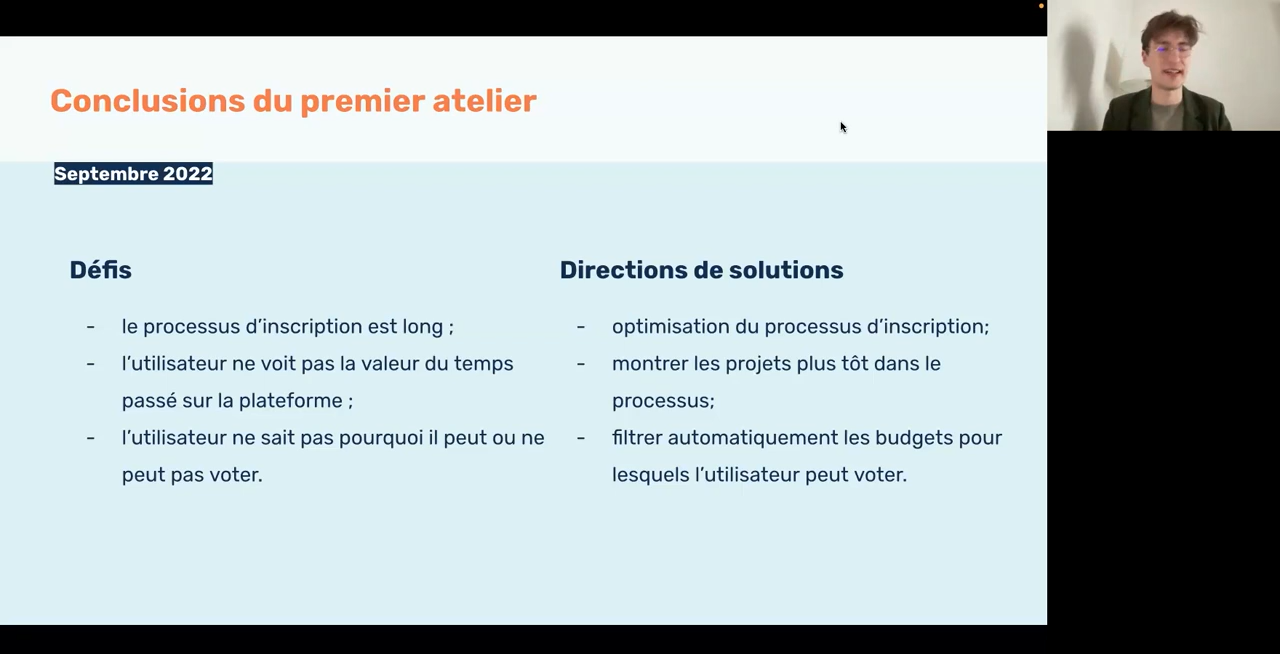 Conclusions du premier atelier
Septembre 2022
Défis
- le processus d’inscription est long ;
- l’utilisateur ne voit pas la valeur du temps
passé sur la plateforme ;
- l’utilisateur ne sait pas pourquoi il peut ou ne
peut pas voter.
Directions de solutions
- optimisation du processus d’inscription;
- montrer les projets plus tôt dans le
processus;
- filtrer automatiquement les budgets pour
lesquels l’utilisateur peut voter.